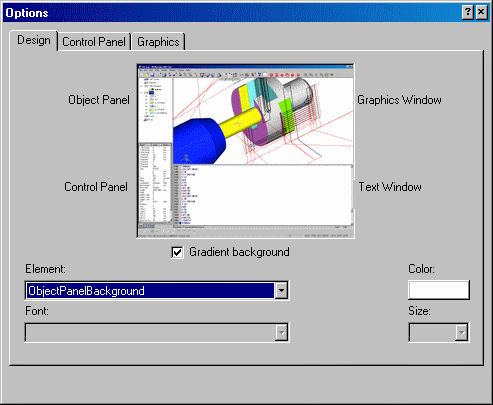 Options
Design Control Panel Graphics
Object Panel Graphics Window
Control Panel Text Window
Gradient background
Element: Color:
ObjectPanelBackground
Font: Size: